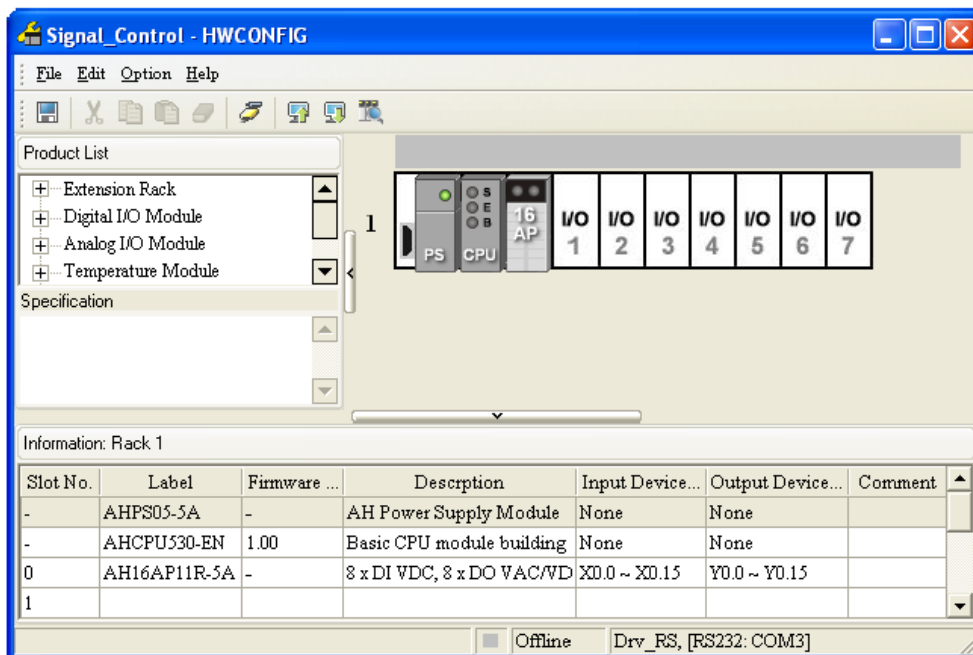 Signal_Control - HWCONFIG
File Edit Option Help
Product List
Extension Rack
Digital I/O Module
Analog I/O Module
Temperature Module
Specification
1
PS
CPU
S
E
B
16
AP
I/O I/O I/O I/O I/O I/O I/O
1 2 3 4 5 6 7
Information: Rack 1
Slot No. Label Firmware ... Descrption Input Device... Output Device... Comment
- AHPS05-5A - AH Power Supply Module None None
- AHCPU530-EN 1.00 Basic CPU module building None None
0 AH16AP11R-5A - 8 x DI VDC, 8 x DO VAC/VD X0.0 ~ X0.15 Y0.0 ~ Y0.15
1
Offline Drv_RS, [RS232: COM3]